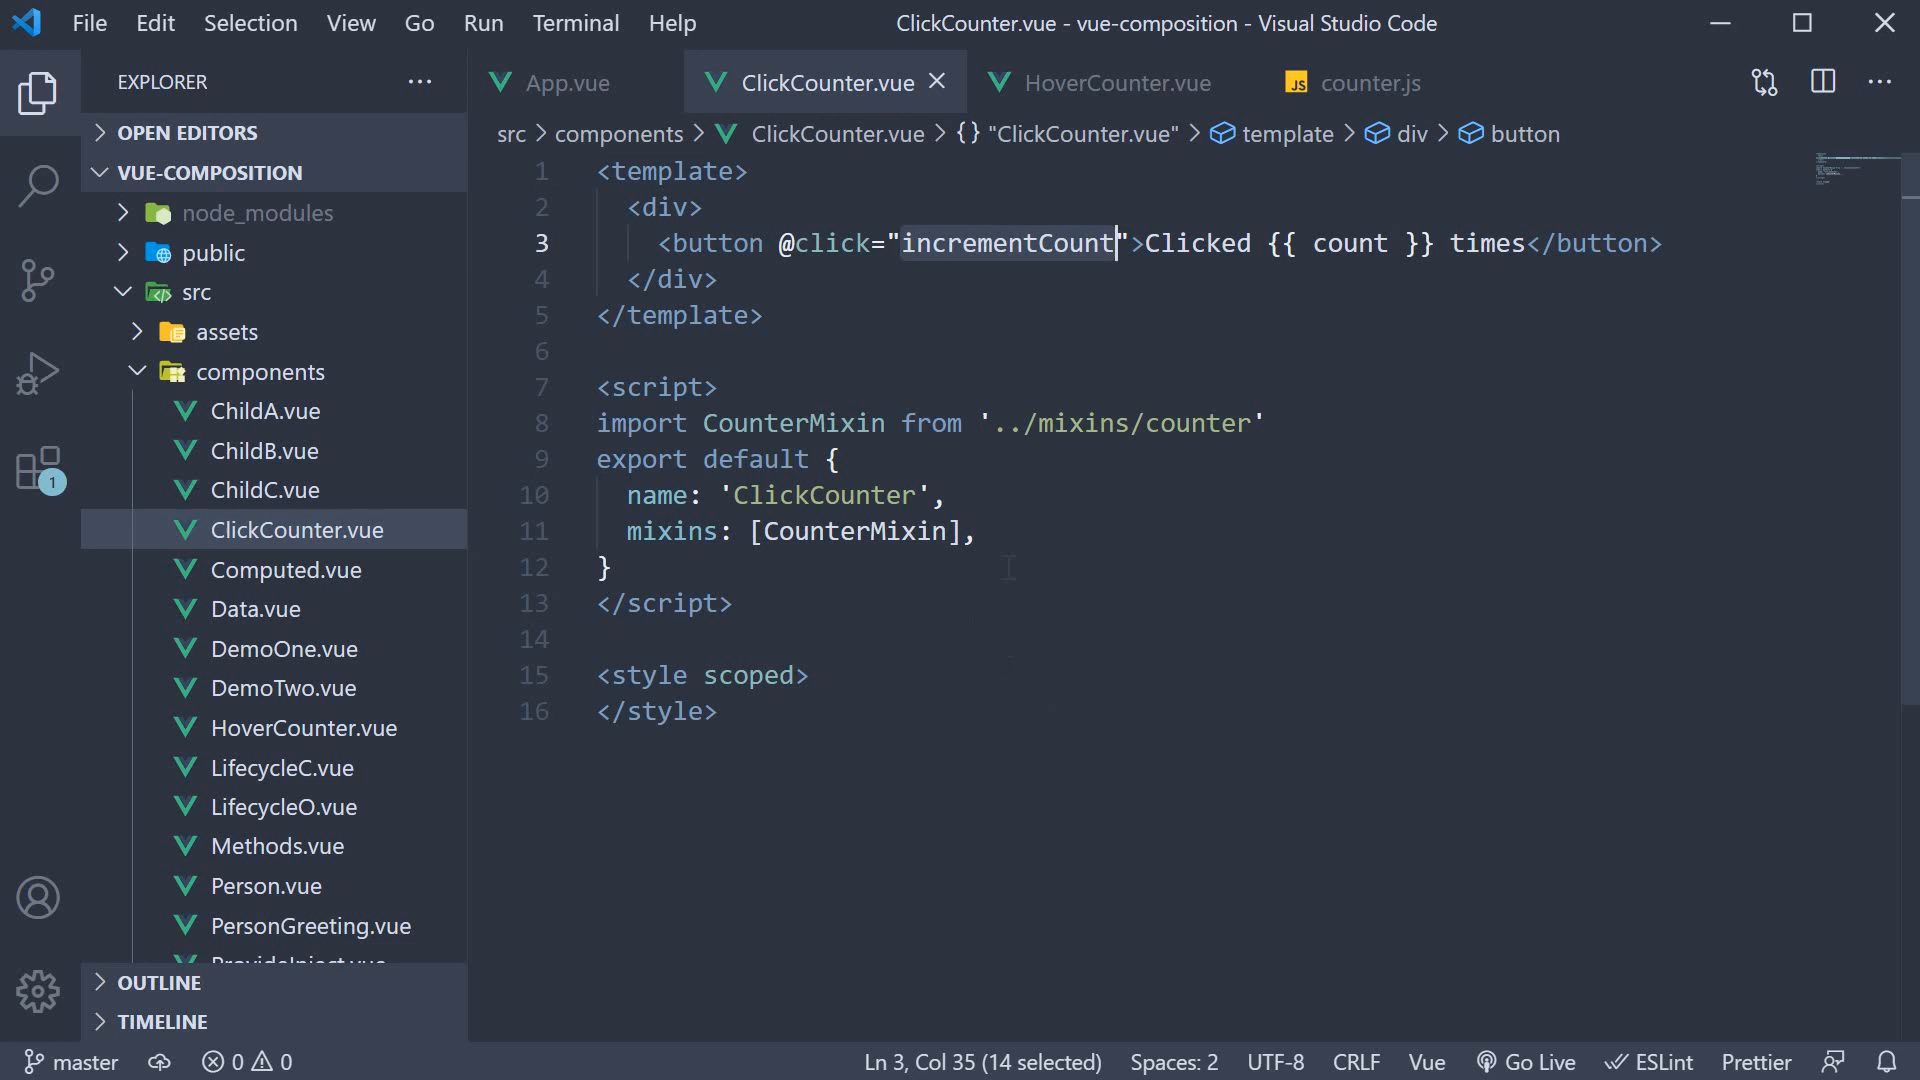 File Edit Selection View Go Run Terminal Help
ClickCounter.vue - vue-composition - Visual Studio Code
EXPLORER
OPEN EDITORS
VUE-COMPOSITION
node_modules
public
src
assets
components
ChildA.vue
ChildB.vue
ChildC.vue
ClickCounter.vue
Computed.vue
Data.vue
DemoOne.vue
DemoTwo.vue
HoverCounter.vue
LifecycleC.vue
LifecycleO.vue
Methods.vue
Person.vue
PersonGreeting.vue
OUTLINE
TIMELINE
1
App.vue ClickCounter.vue HoverCounter.vue JS counter.js
src > components > ClickCounter.vue > {} "ClickCounter.vue" > template > div > button
1 <template>
2 <div>
3 <button @click="incrementCount">Clicked {{ count }} times</button>
4 </div>
5 </template>
6
7 <script>
8 import CounterMixin from '../mixins/counter'
9 export default {
10 name: 'ClickCounter',
11 mixins: [CounterMixin],
12 }
13 </script>
14
15 <style scoped>
16 </style>
master 0 0 Ln 3, Col 35 (14 selected) Spaces: 2 UTF-8 CRLF Vue Go Live ESLint Prettier